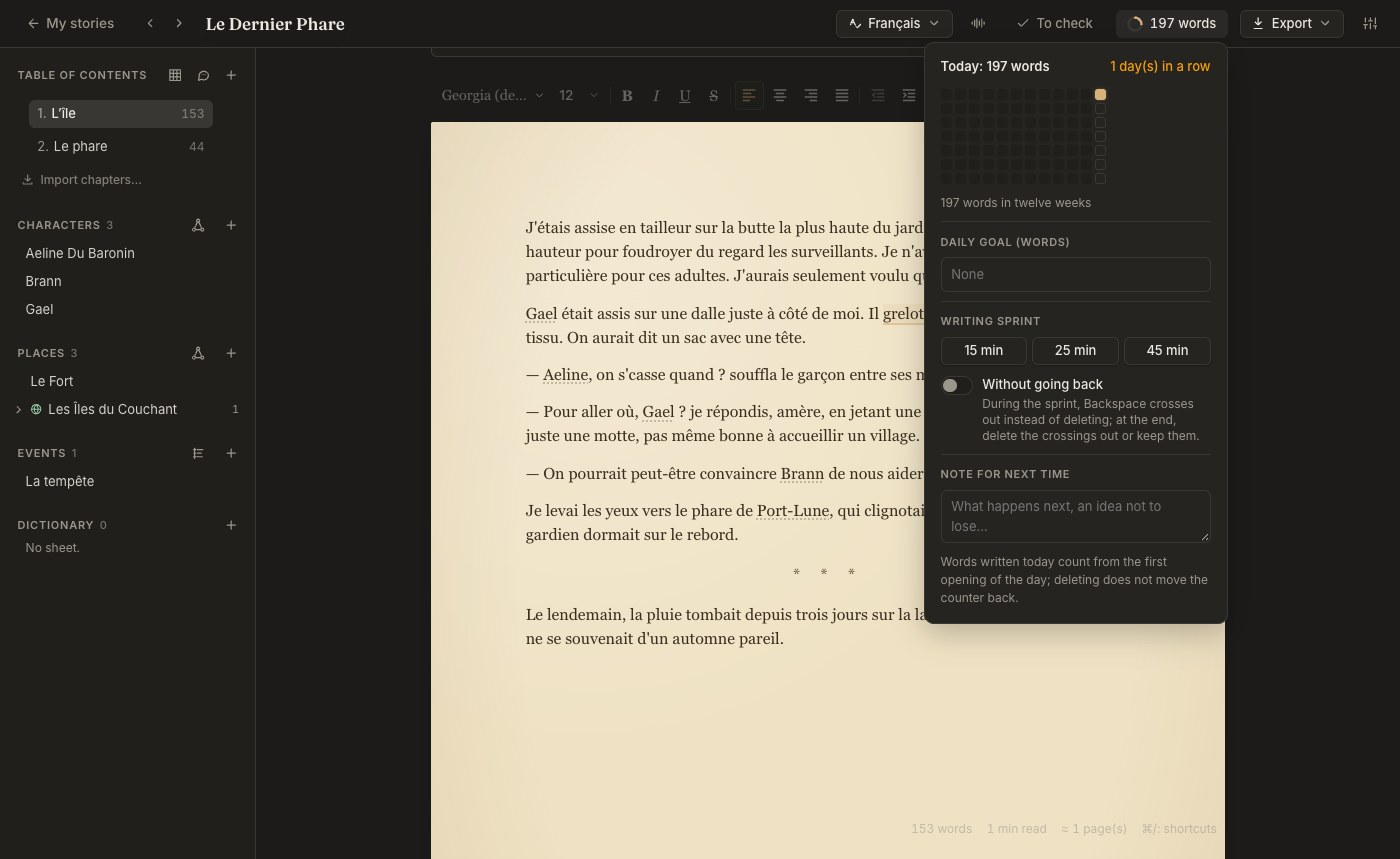 My stories
Le Dernier Phare
Français
To check
197 words
Export
TABLE OF CONTENTS
1. L'île 153
2. Le phare 44
Import chapters...
CHARACTERS 3
Aeline Du Baronin
Brann
Gael
PLACES 3
Le Fort
Les Îles du Couchant 1
EVENTS 1
La tempête
DICTIONARY 0
No sheet.
Georgia (de... 12 B I U S
J'étais assise en tailleur sur la butte la plus haute du jard
hauteur pour foudroyer du regard les surveillants. Je n'a
particulière pour ces adultes. J'aurais seulement voulu q
Gael était assis sur une dalle juste à côté de moi. Il grelot
tissu. On aurait dit un sac avec une tête.
— Aeline, on s'casse quand ? souffla le garçon entre ses
— Pour aller où, Gael ? je répondis, amère, en jetant une
juste une motte, pas même bonne à accueillir un village.
— On pourrait peut-être convaincre Brann de nous aider
Je levai les yeux vers le phare de Port-Lune, qui clignotai
gardien dormait sur le rebord.
* * *
Le lendemain, la pluie tombait depuis trois jours sur la la
ne se souvenait d'un automne pareil.
153 words 1 min read ≈ 1 page(s) ⌘/: shortcuts
Today: 197 words 1 day(s) in a row
197 words in twelve weeks
DAILY GOAL (WORDS)
None
WRITING SPRINT
15 min 25 min 45 min
Without going back
During the sprint, Backspace crosses
out instead of deleting; at the end,
delete the crossings out or keep them.
NOTE FOR NEXT TIME
What happens next, an idea not to
lose...
Words written today count from the first
opening of the day; deleting does not move the
counter back.